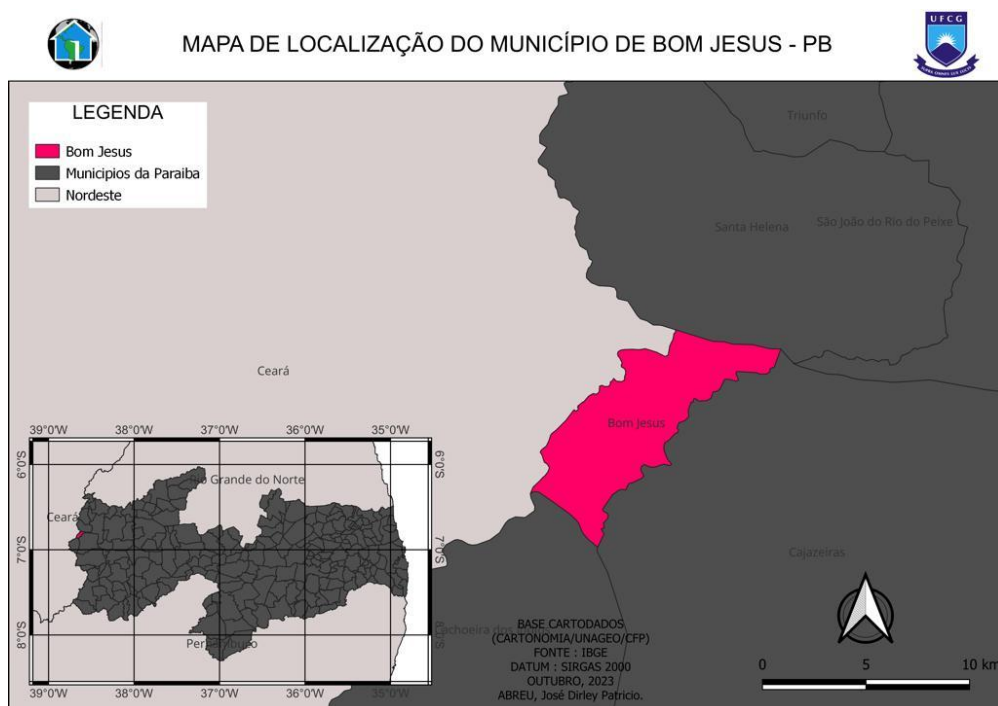 UFCG
MAPA DE LOCALIZAÇÃO DO MUNICÍPIO DE BOM JESUS - PB
LEGENDA
Bom Jesus
Municipios da Paraiba
Nordeste
Triunfo
Santa Helena
São João do Rio do Peixe
Ceará
Bom Jesus
Cajazeiras
39°0'W 38°0'W 37°0'W 36°0'W 35°0'W
6°0'S 6°0'S
Rio Grande do Norte
Ceará
7°0'S 7°0'S
8°0'S 8°0'S
Pernambuco
39°0'W 38°0'W 37°0'W 36°0'W 35°0'W
Cachoeira dos
BASE CARTODADOS
(CARTONOMIA/UNAGEO/CFP)
FONTE : IBGE
DATUM : SIRGAS 2000
OUTUBRO, 2023
ABREU, José Dirley Patricio.
0 5 10 km